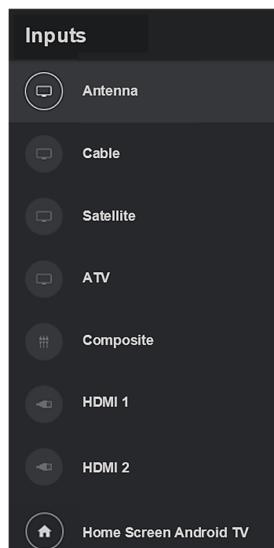 Inputs
Antenna
Cable
Satellite
ATV
Composite
HDMI 1
HDMI 2
Home Screen Android TV